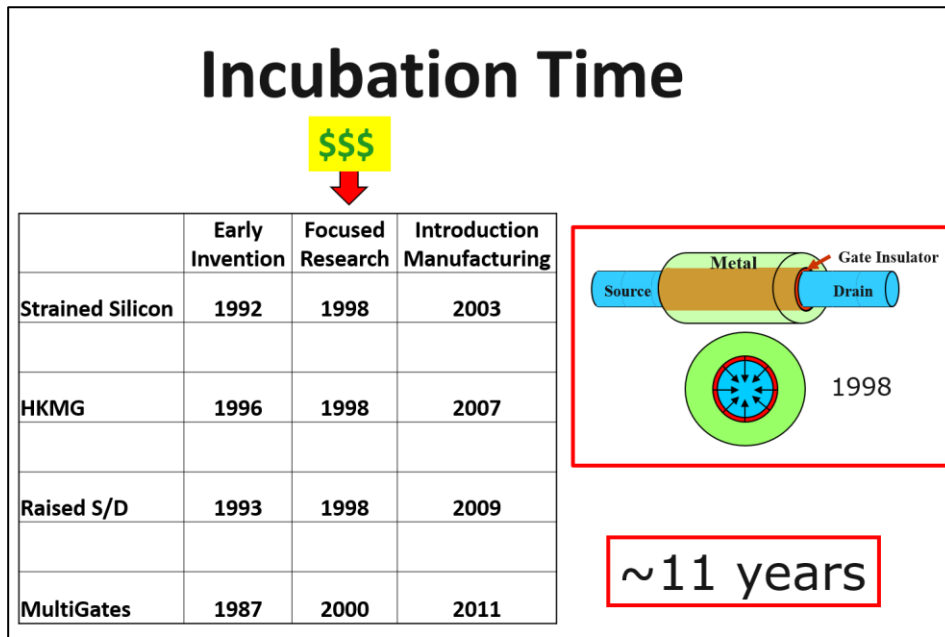 Incubation Time
$$$
Early Invention Focused Research Introduction Manufacturing
Strained Silicon 1992 1998 2003
HKMG 1996 1998 2007
Raised S/D 1993 1998 2009
MultiGates 1987 2000 2011
Metal
Gate Insulator
Source
Drain
1998
~11 years